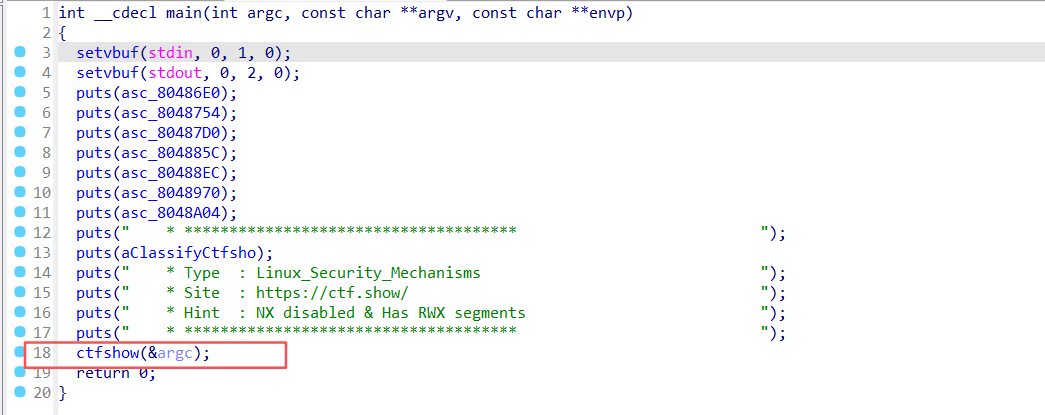 1 int __cdecl main(int argc, const char **argv, const char **envp)
2 {
3 setvbuf(stdin, 0, 1, 0);
4 setvbuf(stdout, 0, 2, 0);
5 puts(asc_80486E0);
6 puts(asc_8048754);
7 puts(asc_80487D0);
8 puts(asc_804885C);
9 puts(asc_80488EC);
10 puts(asc_8048970);
11 puts(asc_8048A04);
12 puts("    * *************************************                           ");
13 puts(aClassifyCtfsho);
14 puts("    * Type  : Linux_Security_Mechanisms                               ");
15 puts("    * Site  : https://ctf.show/                                       ");
16 puts("    * Hint  : NX disabled & Has RWX segments                          ");
17 puts("    * *************************************                           ");
18 ctfshow(&argc);
19 return 0;
20 }